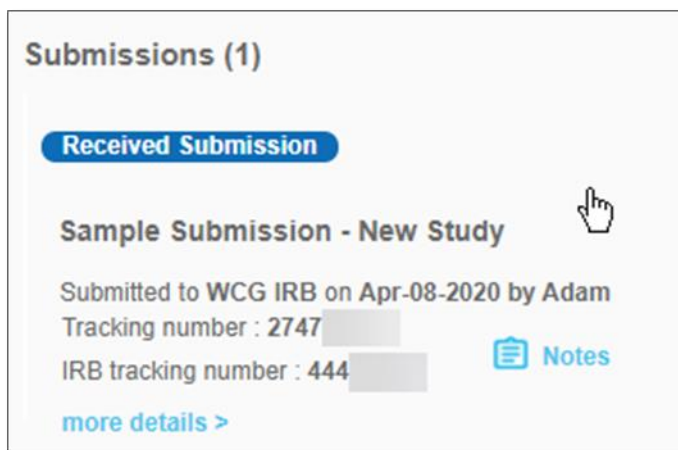 Submissions (1)
Received Submission
Sample Submission - New Study
Submitted to WCG IRB on Apr-08-2020 by Adam
Tracking number : 2747
IRB tracking number : 444
Notes
more details >